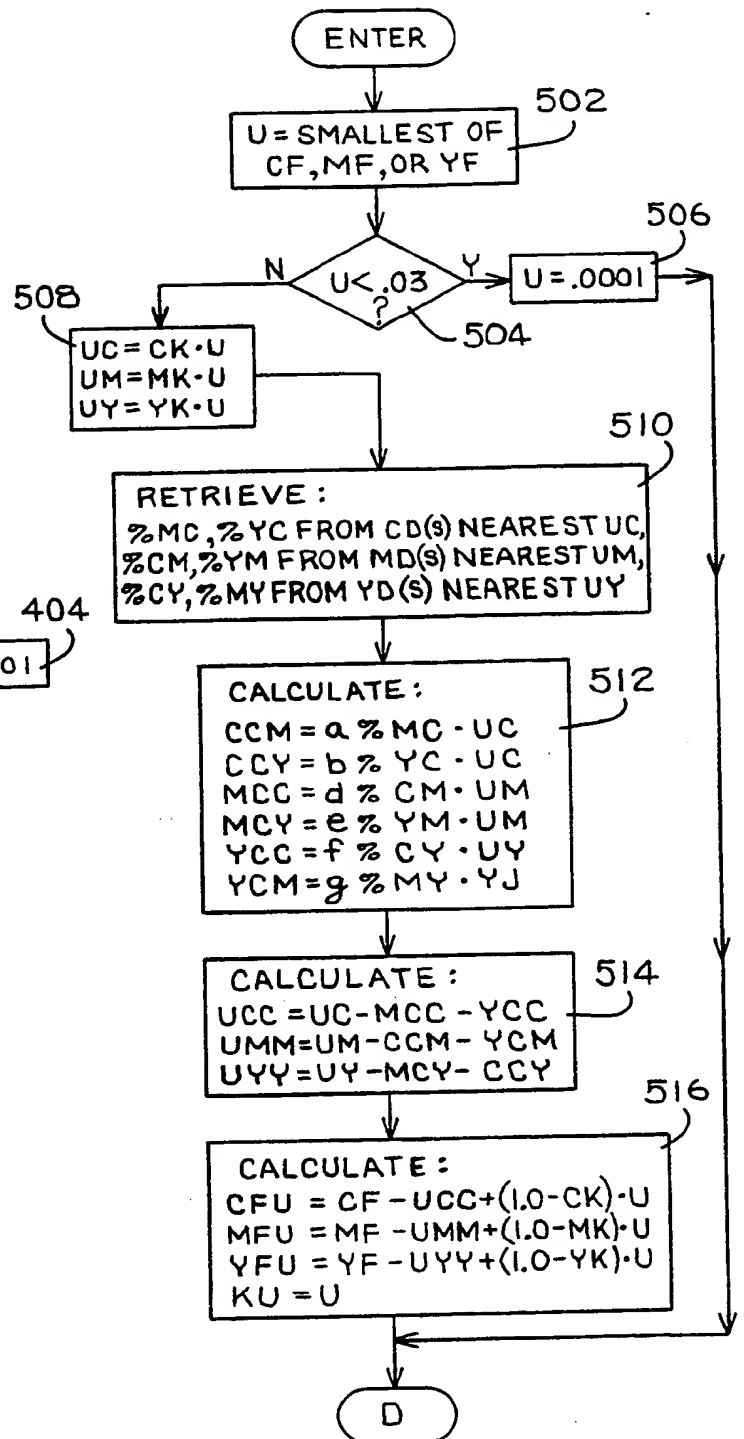 ENTER
502
U = SMALLEST OF
CF, MF, OR YF
506
N
U < .03
?
Y
U = .0001
504
508
UC = CK · U
UM = MK · U
UY = YK · U
510
RETRIEVE :
%MC, %YC FROM CD(S) NEAREST UC,
%CM, %YM FROM MD(S) NEAREST UM,
%CY, %MY FROM YD(S) NEAREST UY
404
01
512
CALCULATE :
CCM = a % MC · UC
CCY = b % YC · UC
MCC = d % CM · UM
MCY = e % YM · UM
YCC = f % CY · UY
YCM = g % MY · YJ
514
CALCULATE :
UCC = UC - MCC - YCC
UMM = UM - CCM - YCM
UYY = UY - MCY - CCY
516
CALCULATE :
CFU = CF - UCC + (1.0 - CK) · U
MFU = MF - UMM + (1.0 - MK) · U
YFU = YF - UYY + (1.0 - YK) · U
KU = U
D